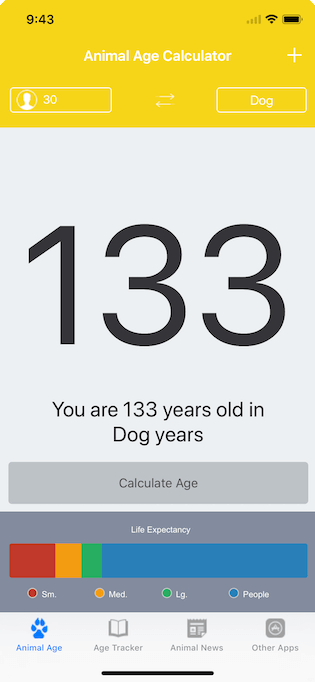 9:43
Animal Age Calculator
30
Dog
133
You are 133 years old in
Dog years
Calculate Age
Life Expectancy
Sm. Med. Lg. People
Animal Age Age Tracker Animal News Other Apps